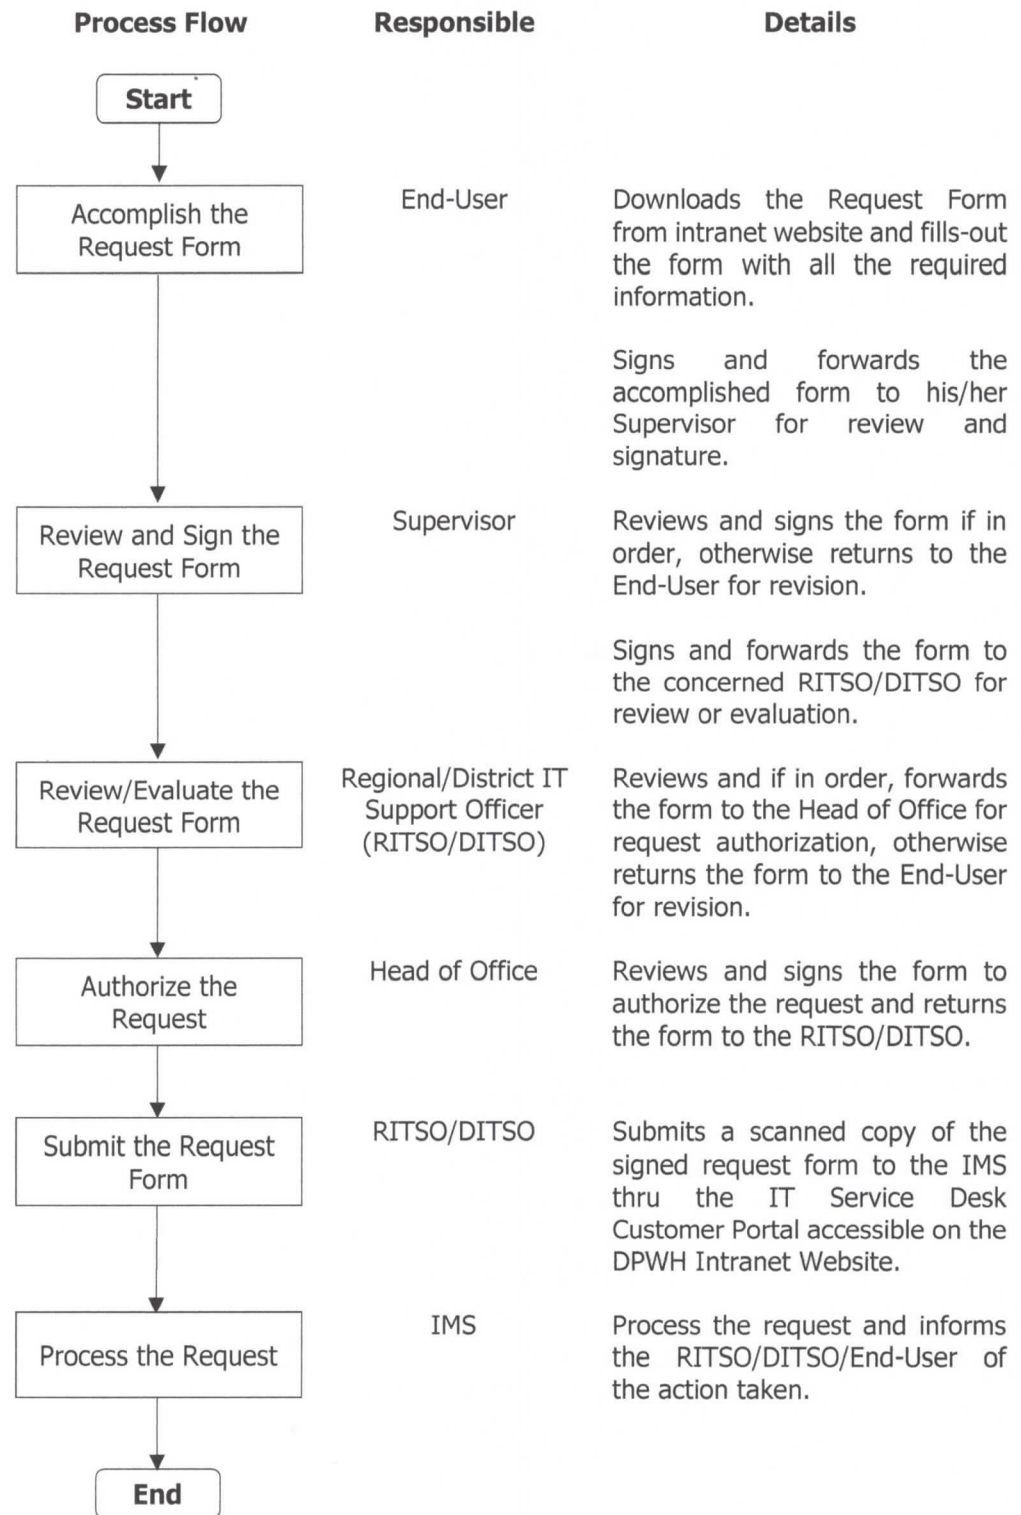 Process Flow
Responsible
Details
Start
Accomplish the
Request Form
End-User
Downloads the Request Form
from intranet website and fills-out
the form with all the required
information.
Signs and forwards the
accomplished form to his/her
Supervisor for review and
signature.
Review and Sign the
Request Form
Supervisor
Reviews and signs the form if in
order, otherwise returns to the
End-User for revision.
Signs and forwards the form to
the concerned RITSO/DITSO for
review or evaluation.
Review/Evaluate the
Request Form
Regional/District IT
Support Officer
(RITSO/DITSO)
Reviews and if in order, forwards
the form to the Head of Office for
request authorization, otherwise
returns the form to the End-User
for revision.
Authorize the
Request
Head of Office
Reviews and signs the form to
authorize the request and returns
the form to the RITSO/DITSO.
Submit the Request
Form
RITSO/DITSO
Submits a scanned copy of the
signed request form to the IMS
thru the IT Service Desk
Customer Portal accessible on the
DPWH Intranet Website.
Process the Request
IMS
Process the request and informs
the RITSO/DITSO/End-User of
the action taken.
End